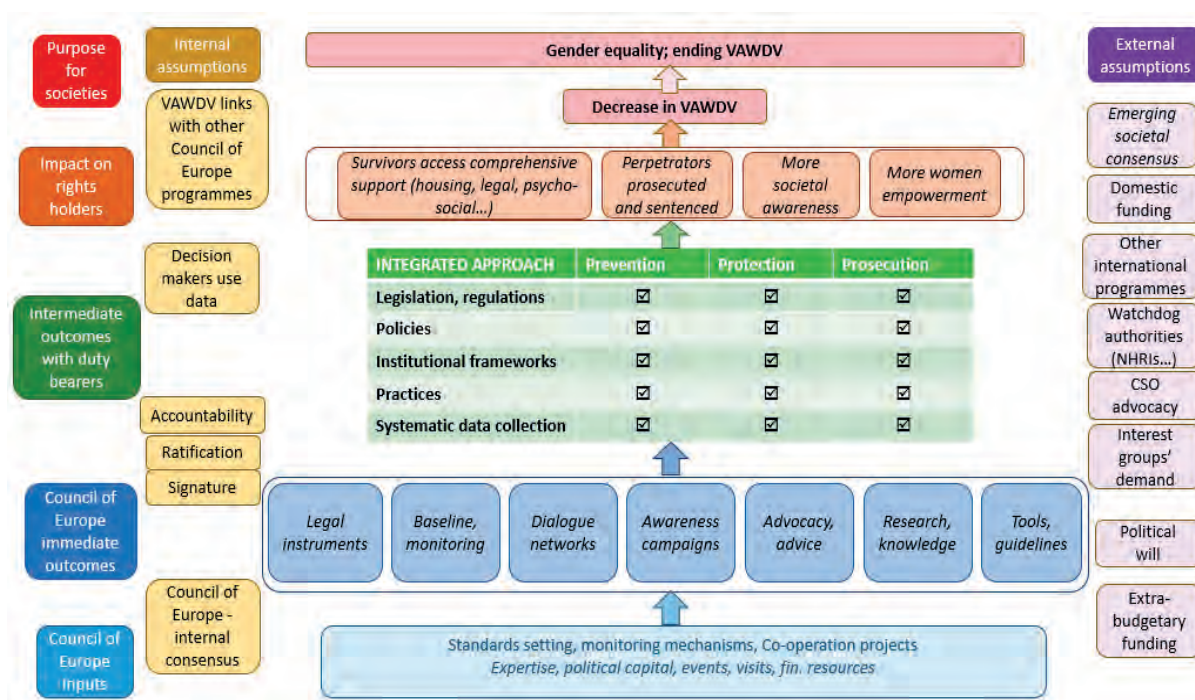 Purpose
for
societies
Impact on
rights
holders
Intermediate
outcomes
with duty
bearers
Council of
Europe
immediate
outcomes
Council of
Europe
inputs
Internal
assumptions
VAWDV links
with other
Council of
Europe
programmes
Decision
makers use
data
Accountability
Ratification
Signature
Council of
Europe -
internal
consensus
Gender equality; ending VAWDV
Decrease in VAWDV
Survivors access comprehensive
support (housing, legal, psycho-
social...)
Perpetrators
prosecuted
and sentenced
More
societal
awareness
More women
empowerment
INTEGRATED APPROACH Prevention Protection Prosecution
Legislation, regulations ☑ ☑ ☑
Policies ☑ ☑ ☑
Institutional frameworks ☑ ☑ ☑
Practices ☑ ☑ ☑
Systematic data collection ☑ ☑ ☑
Legal
instruments
Baseline,
monitoring
Dialogue
networks
Awareness
campaigns
Advocacy,
advice
Research,
knowledge
Tools,
guidelines
Standards setting, monitoring mechanisms, Co-operation projects
Expertise, political capital, events, visits, fin. resources
External
assumptions
Emerging
societal
consensus
Domestic
funding
Other
international
programmes
Watchdog
authorities
(NHRIs...)
CSO
advocacy
Interest
groups'
demand
Political
will
Extra-
budgetary
funding